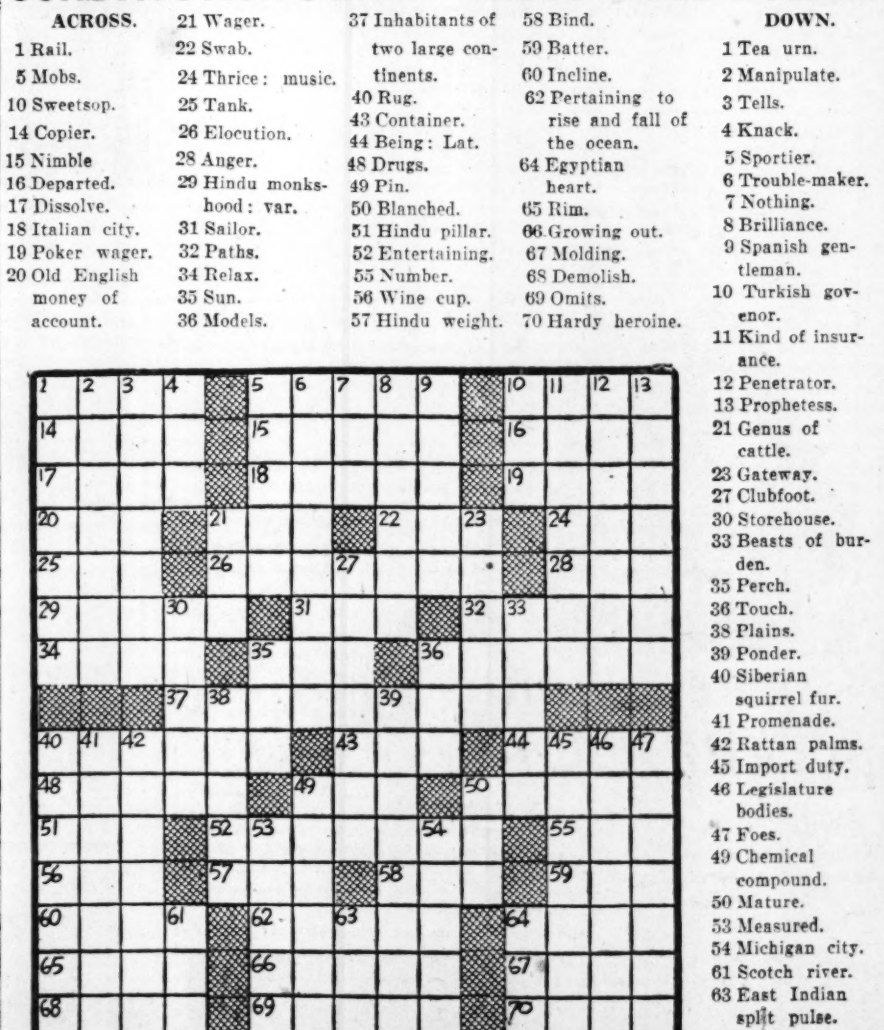 ACROSS.
1 Rail.
5 Mobs.
10 Sweetsop.
14 Copier.
15 Nimble
16 Departed.
17 Dissolve.
18 Italian city.
19 Poker wager.
20 Old English
money of
account.
21 Wager.
22 Swab.
24 Thrice: music.
25 Tank.
26 Elocution.
28 Anger.
29 Hindu monks-
hood: var.
31 Sailor.
32 Paths.
34 Relax.
35 Sun.
36 Models.
37 Inhabitants of
two large con-
tinents.
40 Rug.
43 Container.
44 Being: Lat.
48 Drugs.
49 Pin.
50 Blanched.
51 Hindu pillar.
52 Entertaining.
55 Number.
56 Wine cup.
57 Hindu weight.
58 Bind.
59 Batter.
60 Incline.
62 Pertaining to
rise and fall of
the ocean.
64 Egyptian
heart.
65 Rim.
66 Growing out.
67 Molding.
68 Demolish.
69 Omits.
70 Hardy heroine.
DOWN.
1 Tea urn.
2 Manipulate.
3 Tells.
4 Knack.
5 Sportier.
6 Trouble-maker.
7 Nothing.
8 Brilliance.
9 Spanish gen-
tleman.
10 Turkish gov-
enor.
11 Kind of insur-
ance.
12 Penetrator.
13 Prophetess.
21 Genus of
cattle.
23 Gateway.
27 Clubfoot.
30 Storehouse.
33 Beasts of bur-
den.
35 Perch.
36 Touch.
38 Plains.
39 Ponder.
40 Siberian
squirrel fur.
41 Promenade.
42 Rattan palms.
45 Import duty.
46 Legislature
bodies.
47 Foes.
49 Chemical
compound.
50 Mature.
53 Measured.
54 Michigan city.
61 Scotch river.
63 East Indian
split pulse.
1 2 3 4 5 6 7 8 9 10 11 12 13
14 15 16
17 18 19
20 21 22 23 24
25 26 27 28
29 30 31 32 33
34 35 36
37 38 39
40 41 42 43 44 45 46 47
48 49 50
51 52 53 54 55
56 57 58 59
60 61 62 63 64
65 66 67
68 69 70